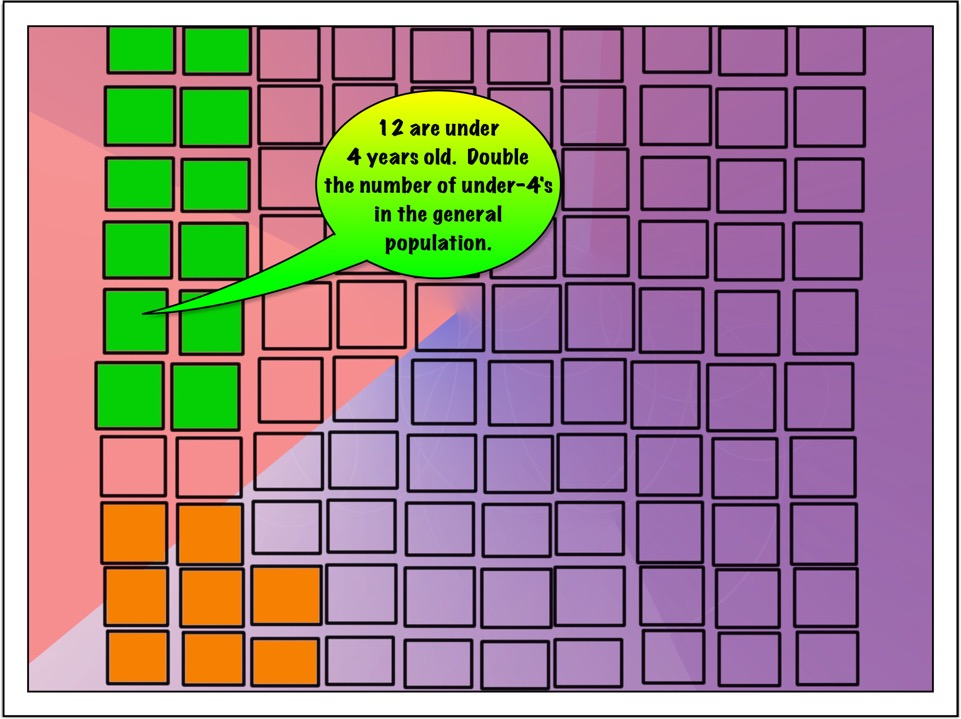 12 are under
4 years old. Double
the number of under-4's
in the general
population.